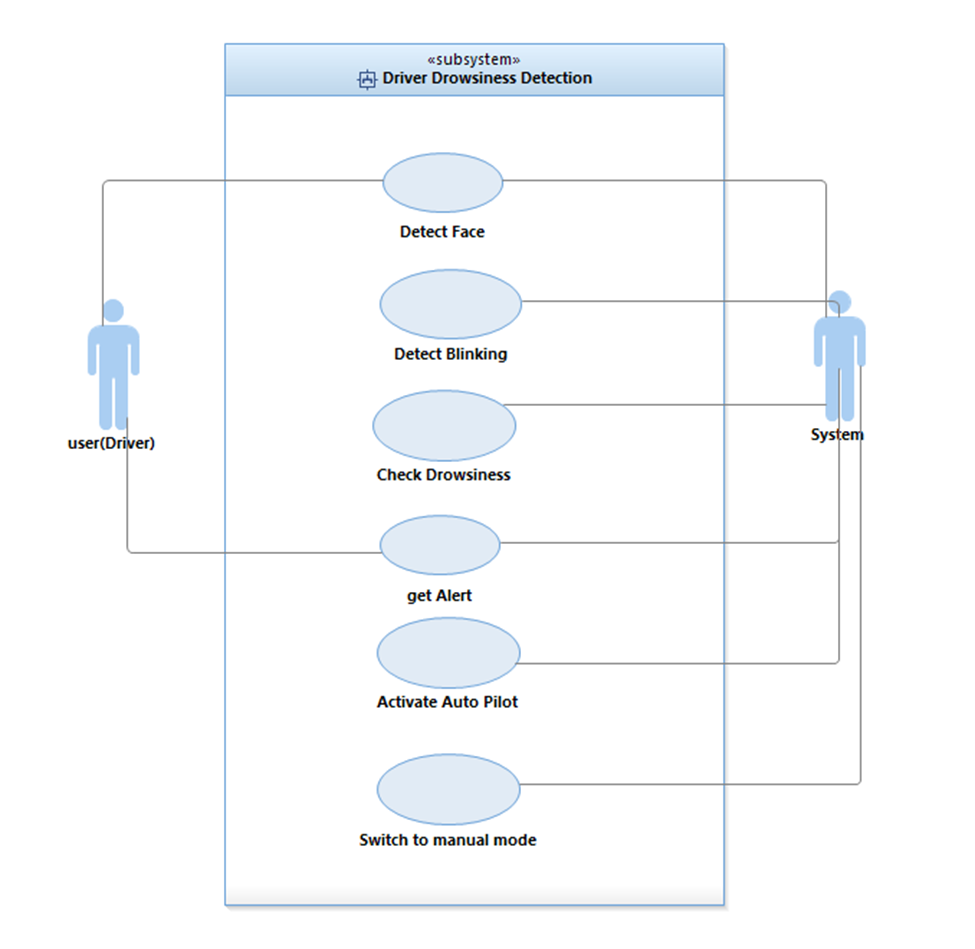 «subsystem»
Driver Drowsiness Detection
Detect Face
Detect Blinking
user(Driver)
System
Check Drowsiness
get Alert
Activate Auto Pilot
Switch to manual mode